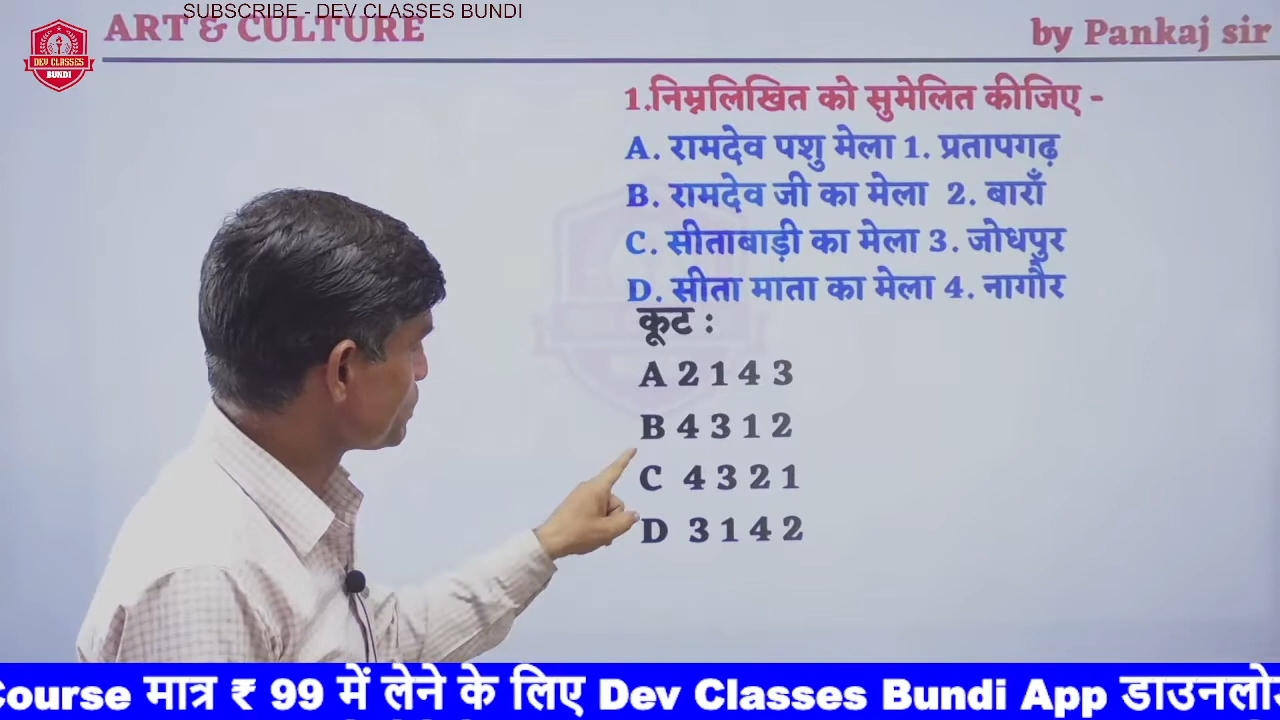 SUBSCRIBE - DEV CLASSES BUNDI
ART & CULTURE
by Pankaj sir
DEV CLASSES
BUNDI
1.निम्नलिखित को सुमेलित कीजिए -
A. रामदेव पशु मेला 1. प्रतापगढ़
B. रामदेव जी का मेला 2. बाराँ
C. सीताबाड़ी का मेला 3. जोधपुर
D. सीता माता का मेला 4. नागौर
कूट :
A 2 1 4 3
B 4 3 1 2
C 4 3 2 1
D 3 1 4 2
Course मात्र ₹ 99 में लेने के लिए Dev Classes Bundi App